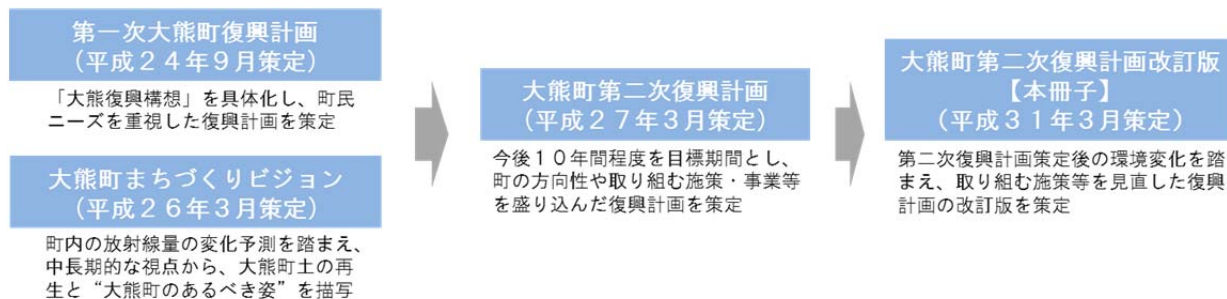 第一次大熊町復興計画
（平成２４年９月策定）
「大熊復興構想」を具体化し、町民
ニーズを重視した復興計画を策定
大熊町まちづくりビジョン
（平成２６年３月策定）
町内の放射線量の変化予測を踏まえ、
中長期的な視点から、大熊町土の再
生と“大熊町のあるべき姿”を描写
大熊町第二次復興計画
（平成２７年３月策定）
今後１０年間程度を目標期間とし、
町の方向性や取り組む施策・事業等
を盛り込んだ復興計画を策定
大熊町第二次復興計画改訂版
【本冊子】
（平成３１年３月策定）
第二次復興計画策定後の環境変化を踏
まえ、取り組む施策等を見直した復興
計画の改訂版を策定